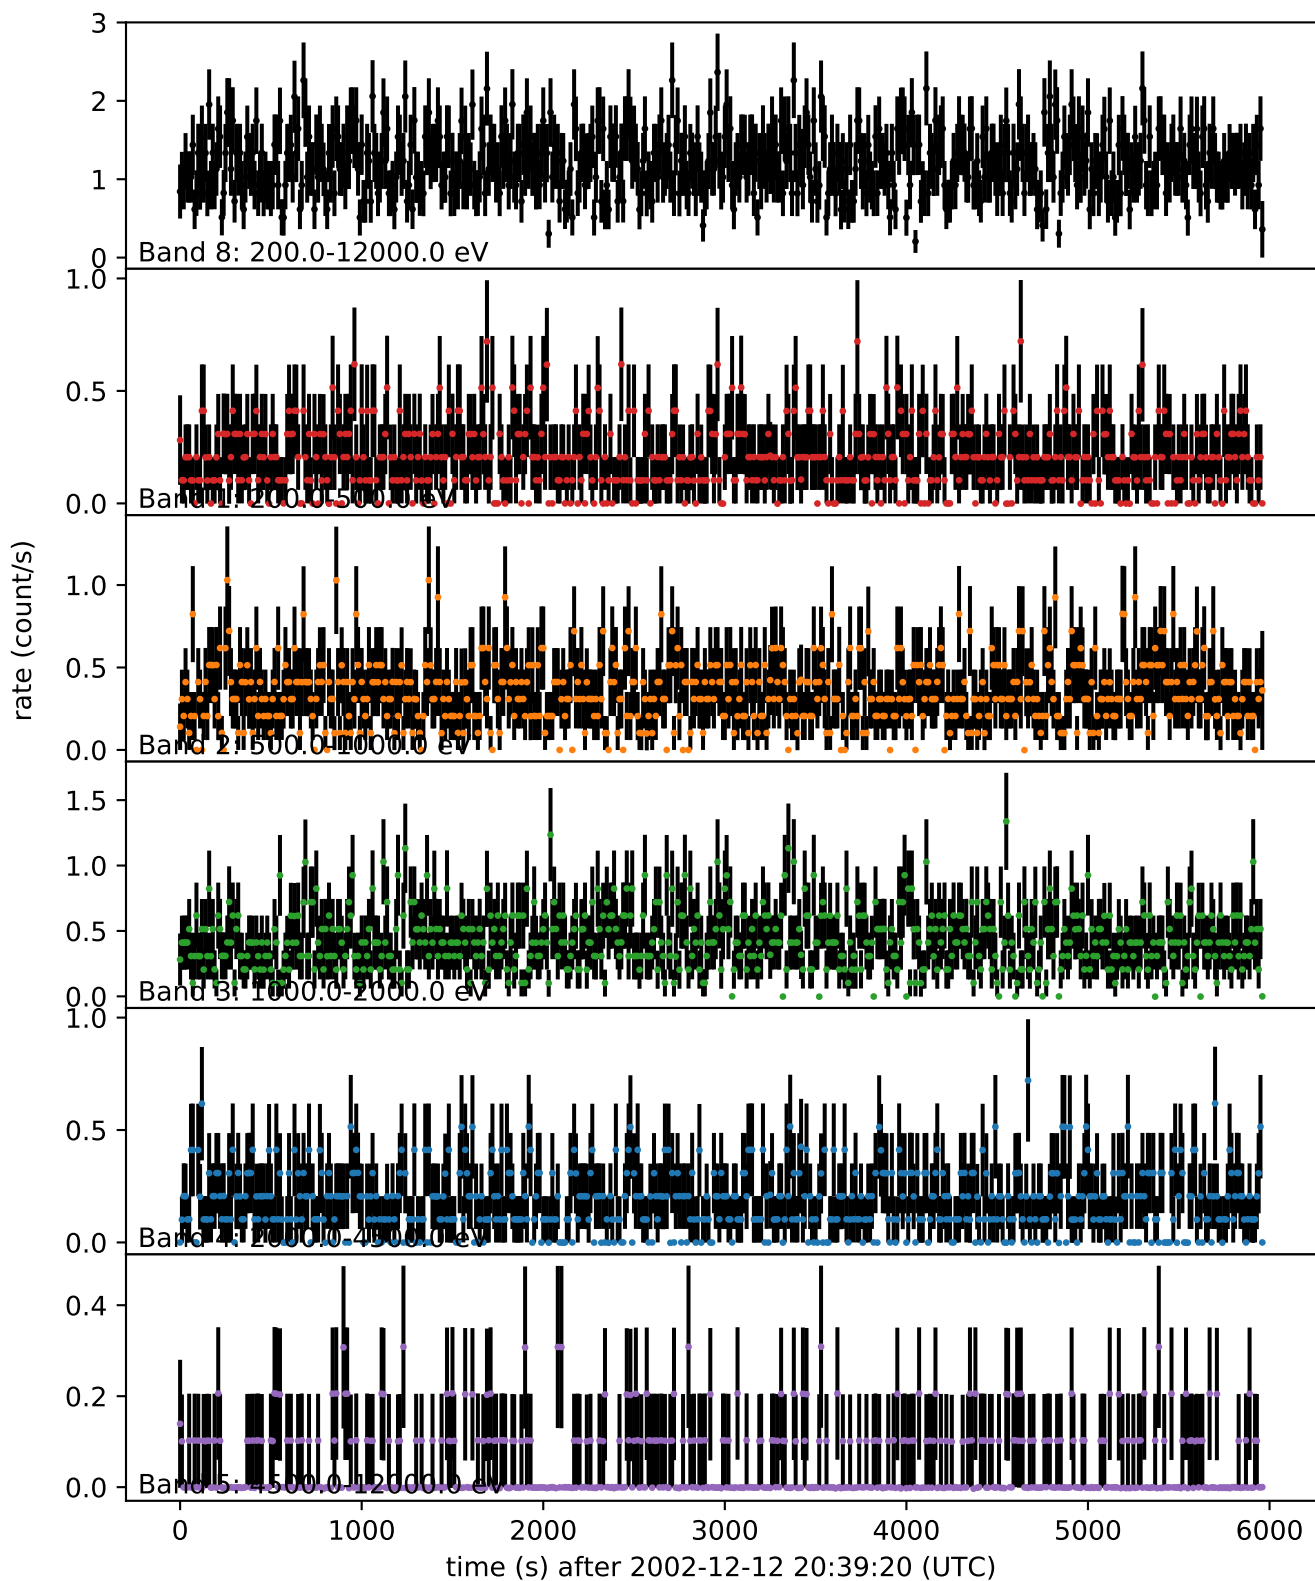 3
2
1
0
Band 8: 200.0-12000.0 eV
1.0
0.5
0.0
Band 1: 200.0-500.0 eV
rate (count/s)
1.0
0.5
0.0
Band 2: 500.0-1000.0 eV
1.5
1.0
0.5
0.0
Band 3: 1000.0-2000.0 eV
1.0
0.5
0.0
Band 4: 2000.0-4500.0 eV
0.4
0.2
0.0
Band 5: 4500.0-12000.0 eV
0 1000 2000 3000 4000 5000 6000
time (s) after 2002-12-12 20:39:20 (UTC)